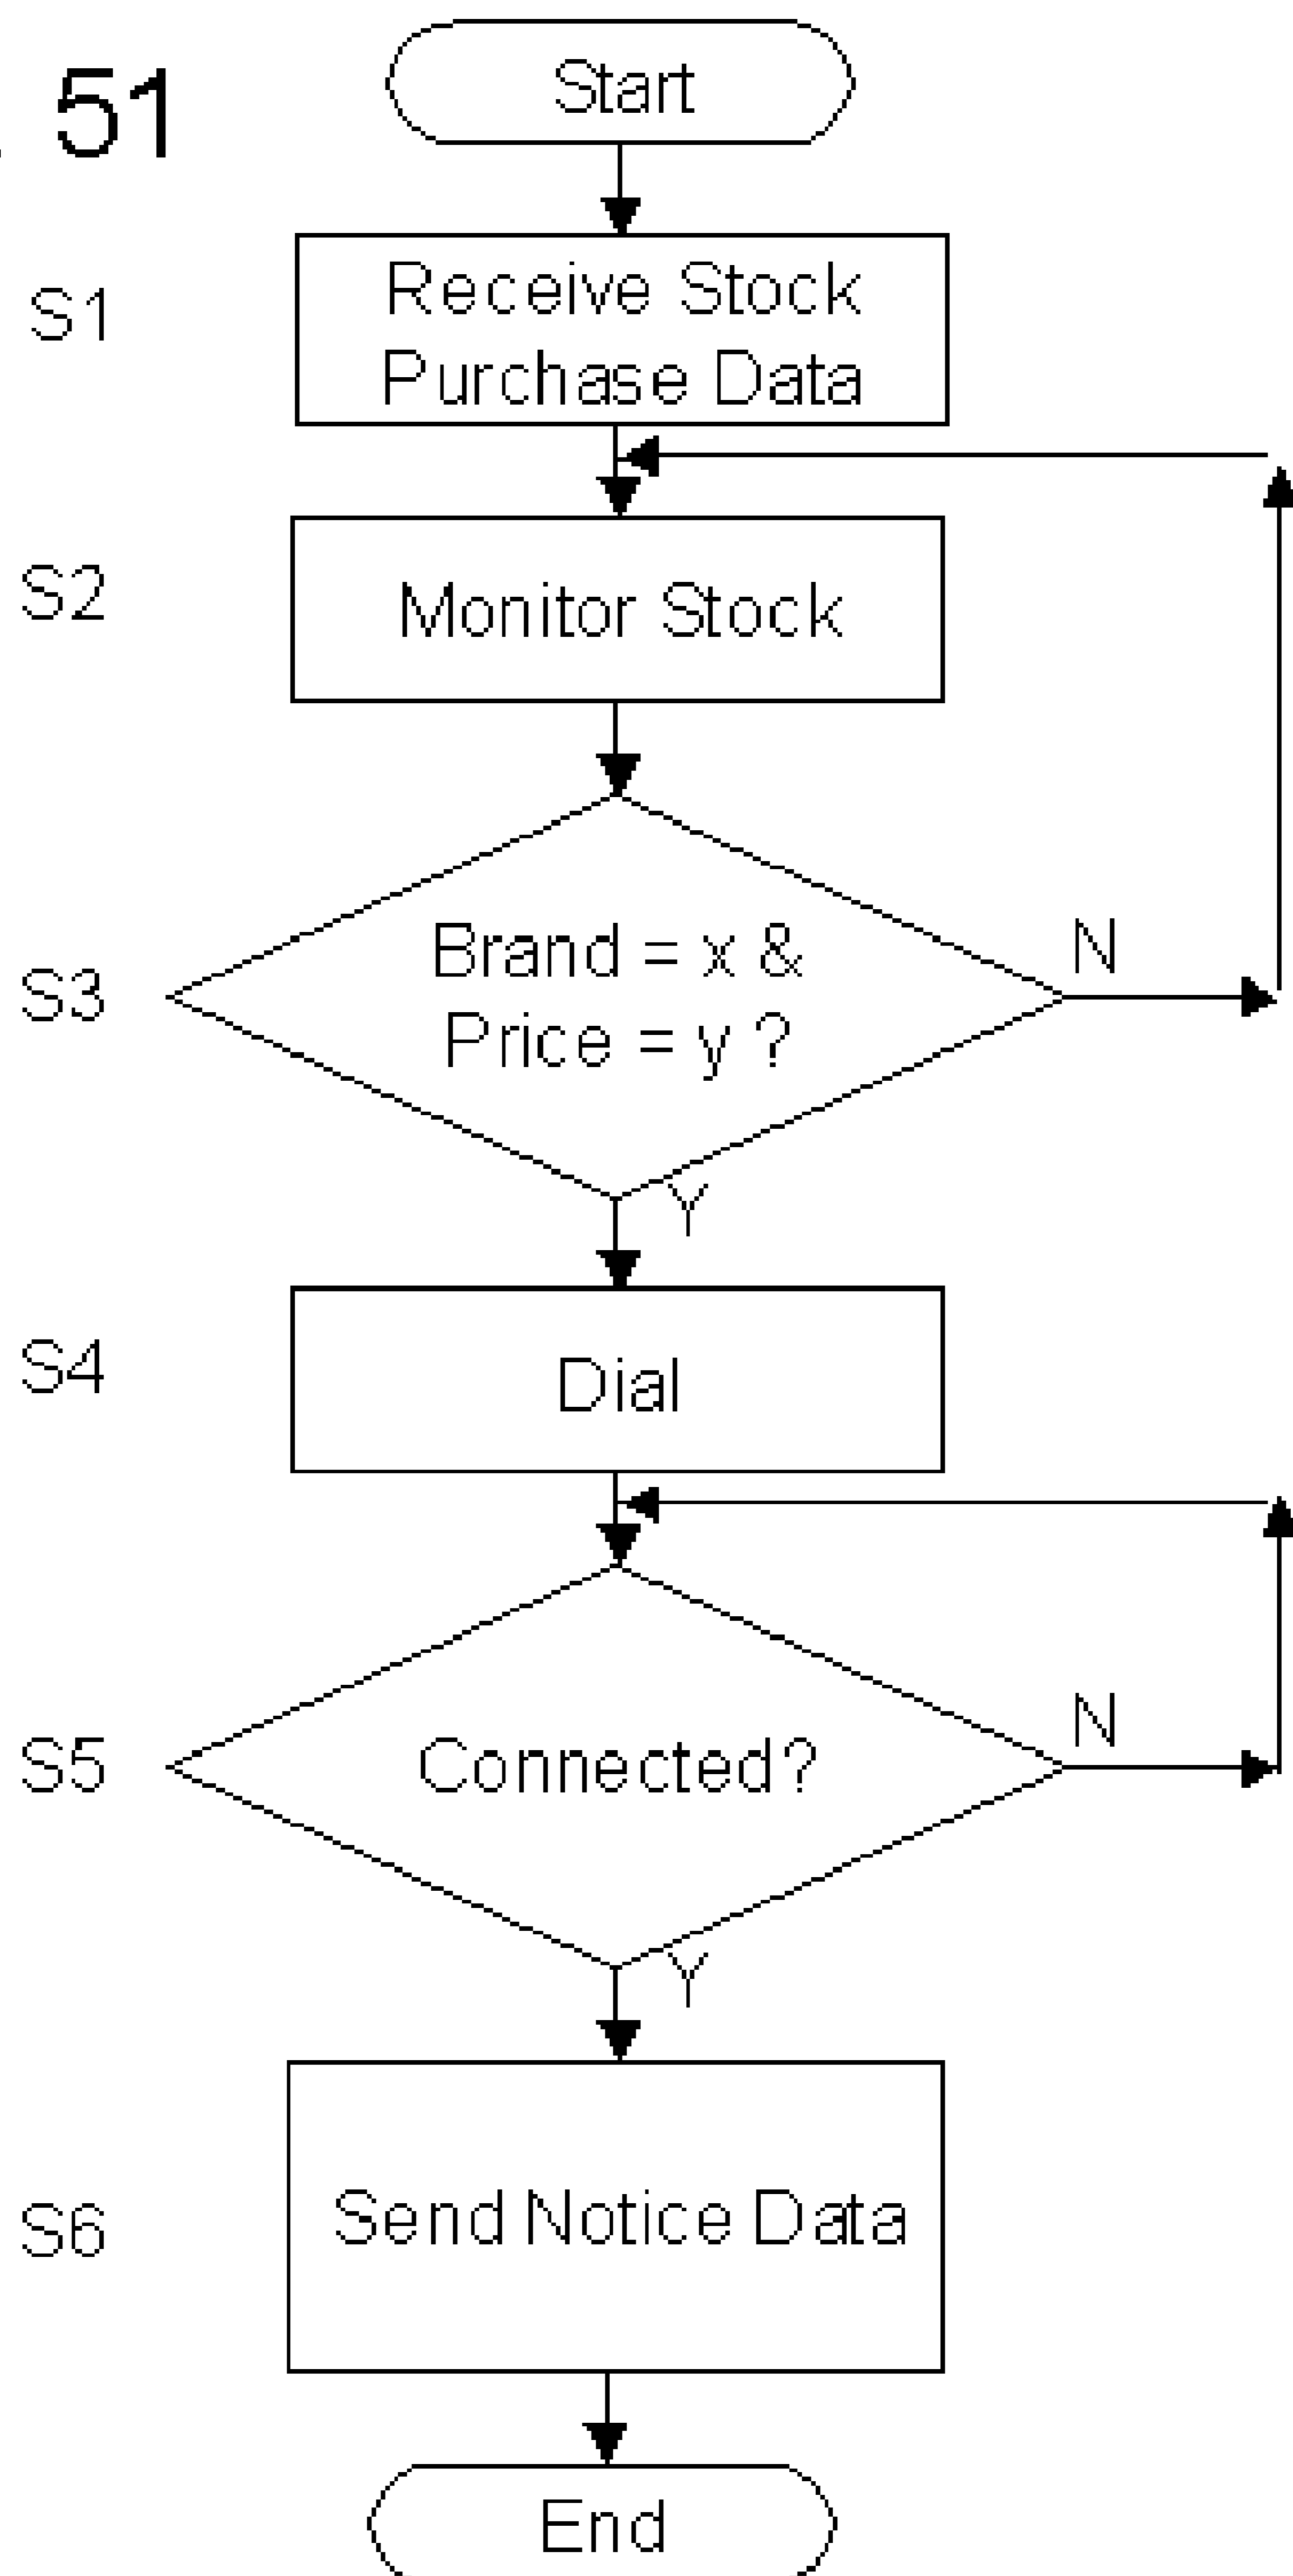 Start
. 51
S1
Receive Stock
Purchase Data
S2
Monitor Stock
S3
Brand = x &
Price = y ?
N
Y
S4
Dial
S5
Connected?
N
Y
S6
Send Notice Data
End